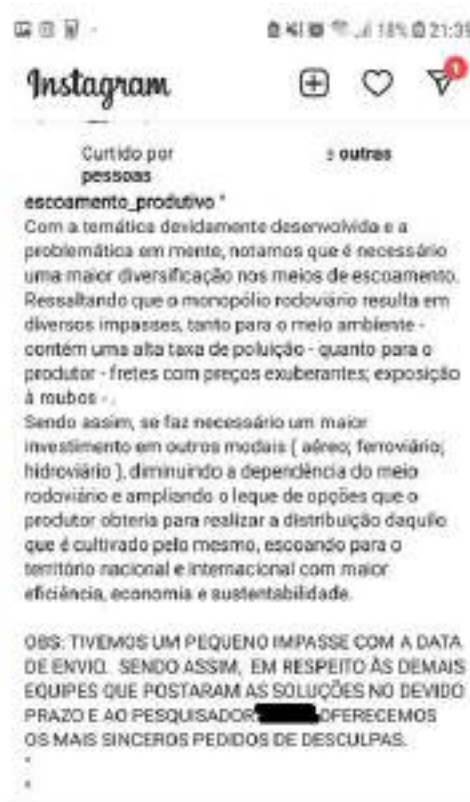 18% 21:39
Instagram
1
Curtido por outras
pessoas
escoamento_produtivo "
Com a temática devidamente desenvolvida e a
problemática em mente, notamos que é necessário
uma maior diversificação nos meios de escoamento.
Ressaltando que o monopólio rodoviário resulta em
diversos impasses, tanto para o meio ambiente -
contém uma alta taxa de poluição - quanto para o
produtor - fretes com preços exuberantes; exposição
à roubos - .
Sendo assim, se faz necessário um maior
investimento em outros modais ( aéreo; ferroviário;
hidroviário ), diminuindo a dependência do meio
rodoviário e ampliando o leque de opções que o
produtor obteria para realizar a distribuição daquilo
que é cultivado pelo mesmo, escoando para o
território nacional e internacional com maior
eficiência, economia e sustentabilidade.
OBS: TIVEMOS UM PEQUENO IMPASSE COM A DATA
DE ENVIO. SENDO ASSIM, EM RESPEITO ÀS DEMAIS
EQUIPES QUE POSTARAM AS SOLUÇÕES NO DEVIDO
PRAZO E AO PESQUISADOR OFERECEMOS
OS MAIS SINCEROS PEDIDOS DE DESCULPAS.